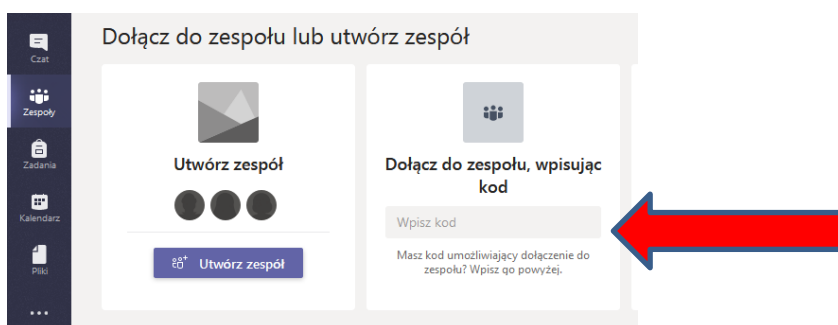 Dołącz do zespołu lub utwórz zespół
Czat
Zespoły
Zadania
Kalendarz
Pliki
Utwórz zespół
Utwórz zespół
Dołącz do zespołu, wpisując
kod
Wpisz kod
Masz kod umożliwiający dołączenie do
zespołu? Wpisz go powyżej.